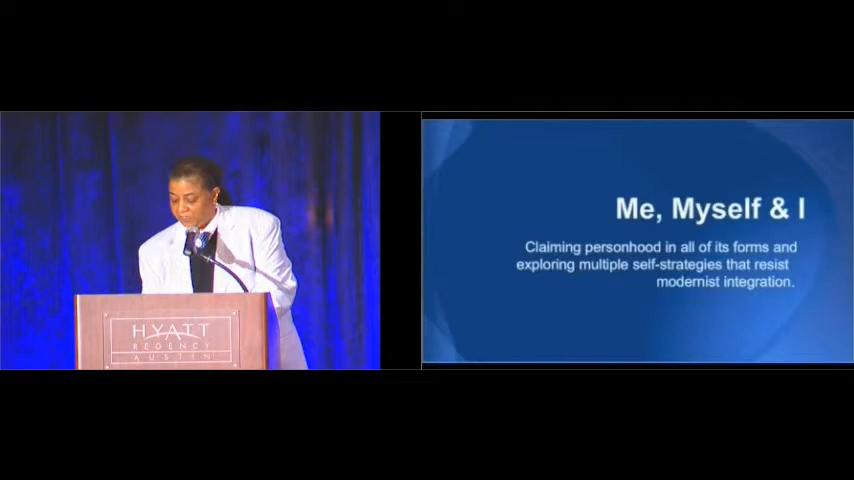 HYATT
REGENCY
AUSTIN
Me, Myself & I
Claiming personhood in all of its forms and
exploring multiple self-strategies that resist
modernist integration.